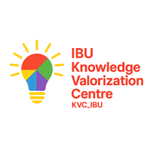 IBU
Knowledge
Valorization
Centre
KVC_IBU